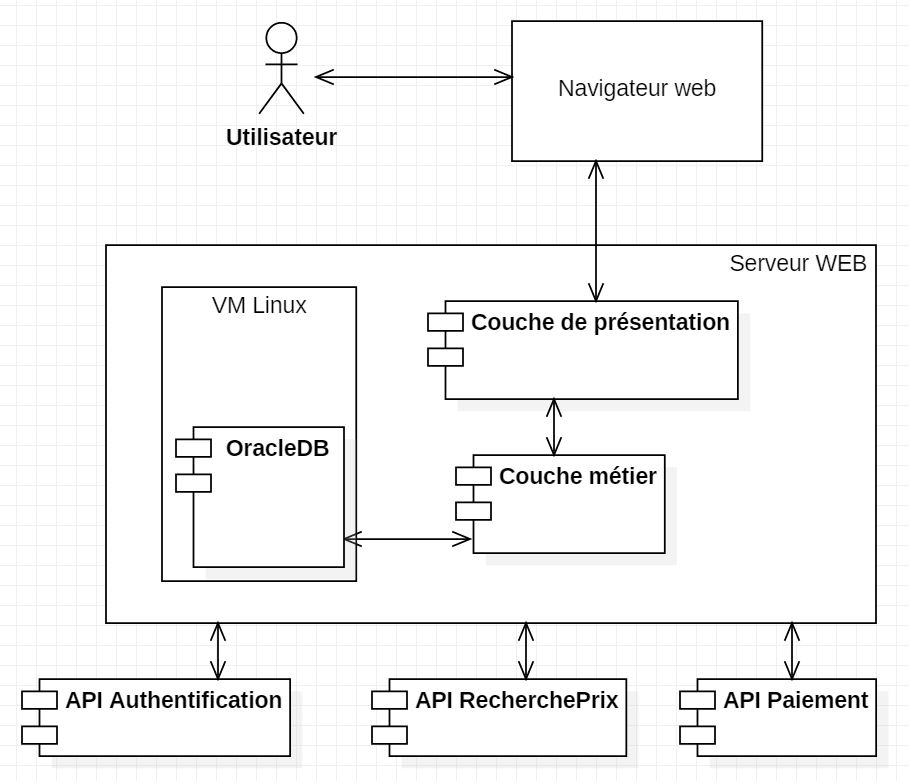 Navigateur web
Utilisateur
Serveur WEB
VM Linux
Couche de présentation
OracleDB
Couche métier
API Authentification
API RecherchePrix
API Paiement